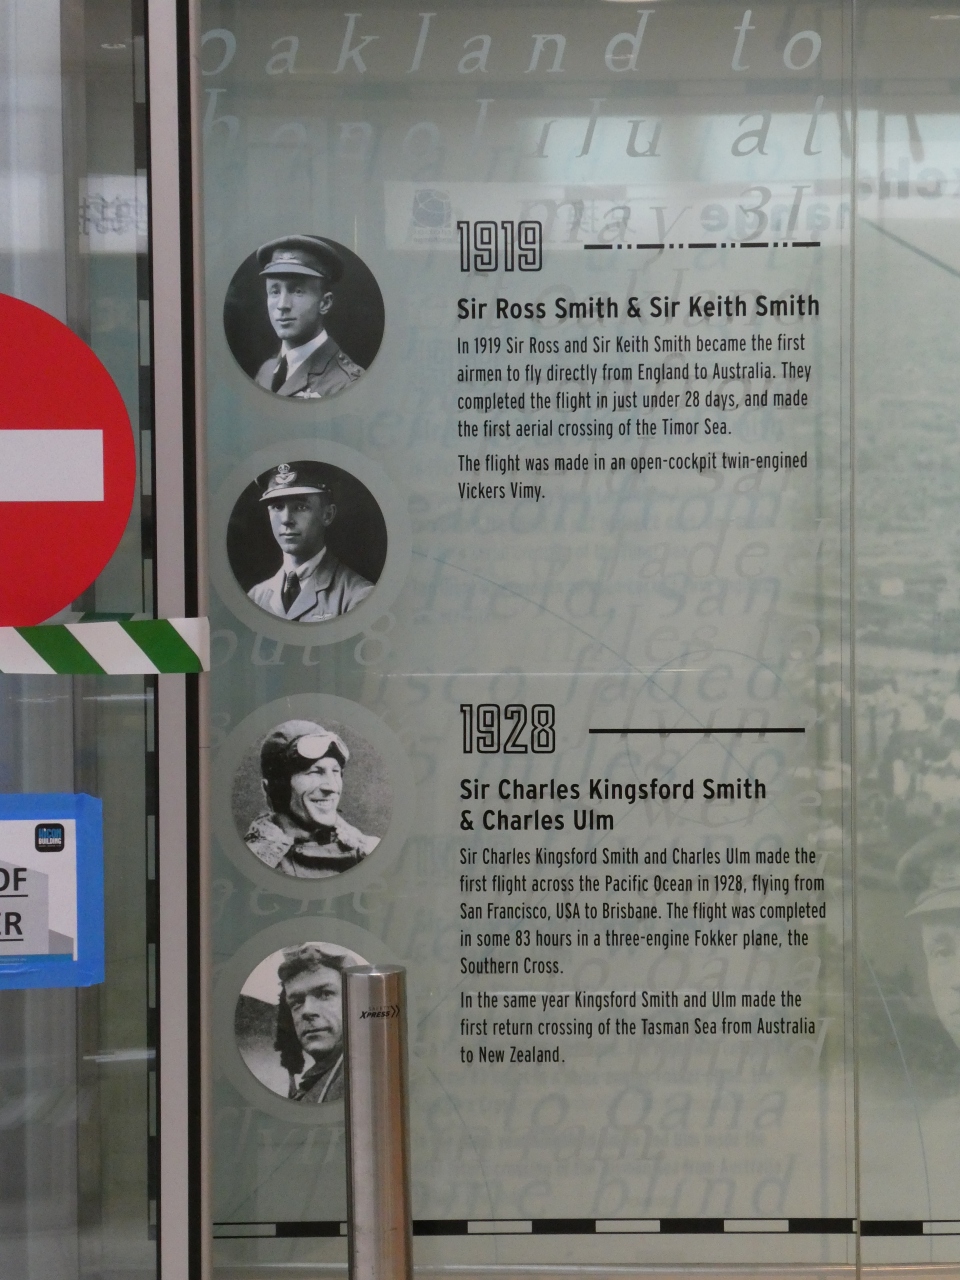 oakland to
may 31
1919
Sir Ross Smith & Sir Keith Smith
In 1919 Sir Ross and Sir Keith Smith became the first
airmen to fly directly from England to Australia. They
completed the flight in just under 28 days, and made
the first aerial crossing of the Timor Sea.
The flight was made in an open-cockpit twin-engined
Vickers Vimy.
1928
Sir Charles Kingsford Smith
& Charles Ulm
Sir Charles Kingsford Smith and Charles Ulm made the
first flight across the Pacific Ocean in 1928, flying from
San Francisco, USA to Brisbane. The flight was completed
in some 83 hours in a three-engine Fokker plane, the
Southern Cross.
In the same year Kingsford Smith and Ulm made the
first return crossing of the Tasman Sea from Australia
to New Zealand.
OF
ER
XPRESS